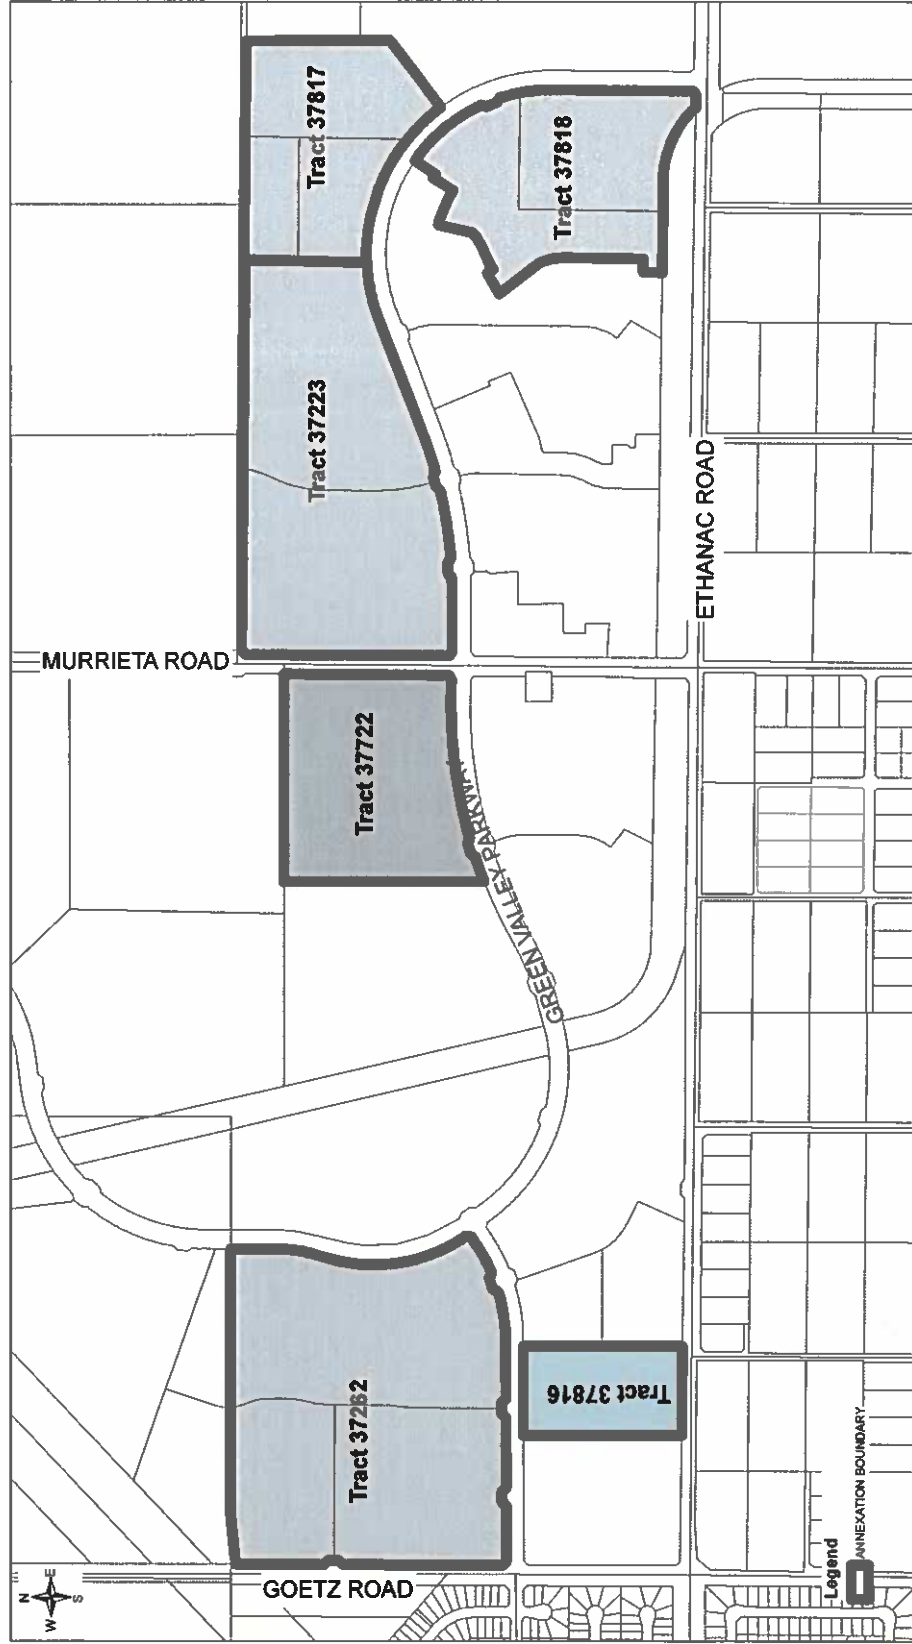 Tract 37817
Tract 37818
Tract 37223
MURRIETA ROAD
ETHANAC ROAD
Tract 37722
GREEN VALLEY PARKWAY
Tract 37262
Tract 37816
GOETZ ROAD
N
W
E
S
Legend
ANNEXATION BOUNDARY